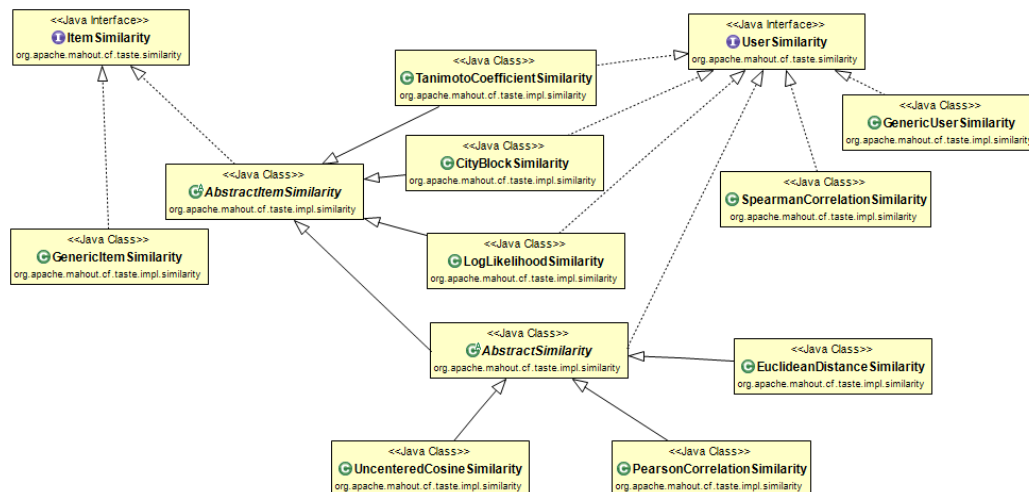 <<Java Interface>>
ItemSimilarity
org.apache.mahout.cf.taste.similarity
<<Java Interface>>
UserSimilarity
org.apache.mahout.cf.taste.similarity
<<Java Class>>
TanimotoCoefficientSimilarity
org.apache.mahout.cf.taste.impl.similarity
<<Java Class>>
GenericUserSimilarity
org.apache.mahout.cf.taste.impl.similarity
<<Java Class>>
CityBlockSimilarity
org.apache.mahout.cf.taste.impl.similarity
<<Java Class>>
AbstractItemSimilarity
org.apache.mahout.cf.taste.impl.similarity
<<Java Class>>
SpearmanCorrelationSimilarity
org.apache.mahout.cf.taste.impl.similarity
<<Java Class>>
GenericItemSimilarity
org.apache.mahout.cf.taste.impl.similarity
<<Java Class>>
LogLikelihoodSimilarity
org.apache.mahout.cf.taste.impl.similarity
<<Java Class>>
AbstractSimilarity
org.apache.mahout.cf.taste.impl.similarity
<<Java Class>>
EuclideanDistanceSimilarity
org.apache.mahout.cf.taste.impl.similarity
<<Java Class>>
UncenteredCosineSimilarity
org.apache.mahout.cf.taste.impl.similarity
<<Java Class>>
PearsonCorrelationSimilarity
org.apache.mahout.cf.taste.impl.similarity